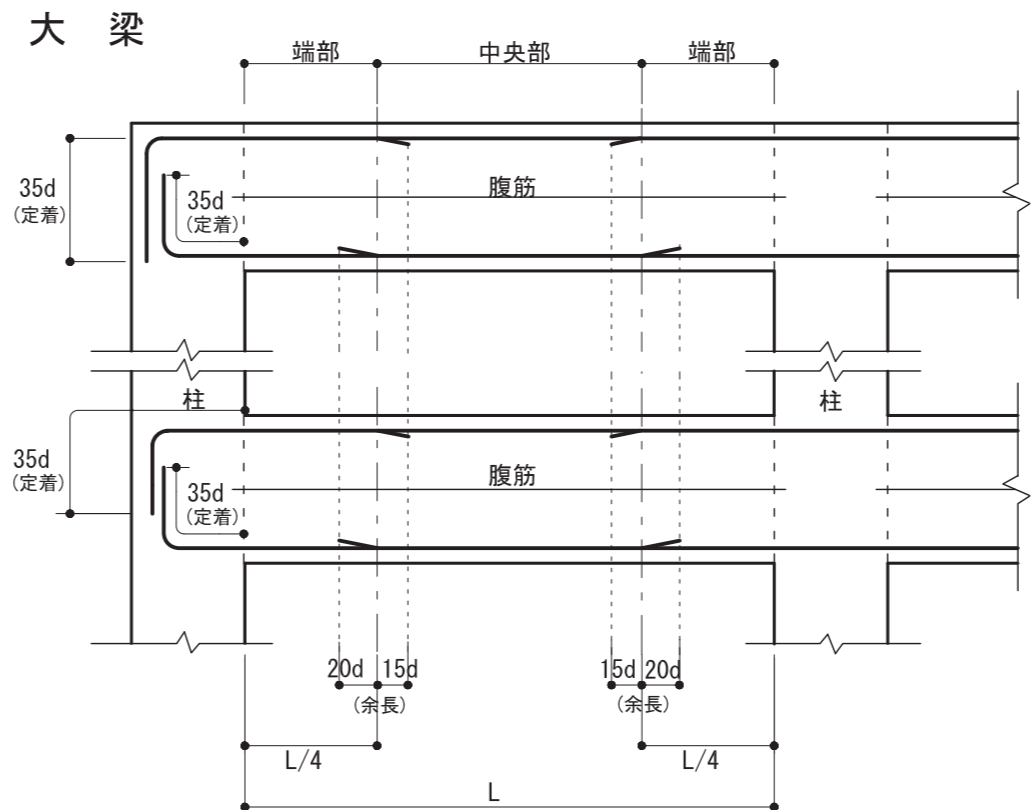 大 梁
端部 中央部 端部
35d
(定着)
35d
(定着)
腹筋
柱
柱
35d
(定着)
35d
(定着)
腹筋
20d 15d
(余長)
15d 20d
(余長)
L/4
L/4
L